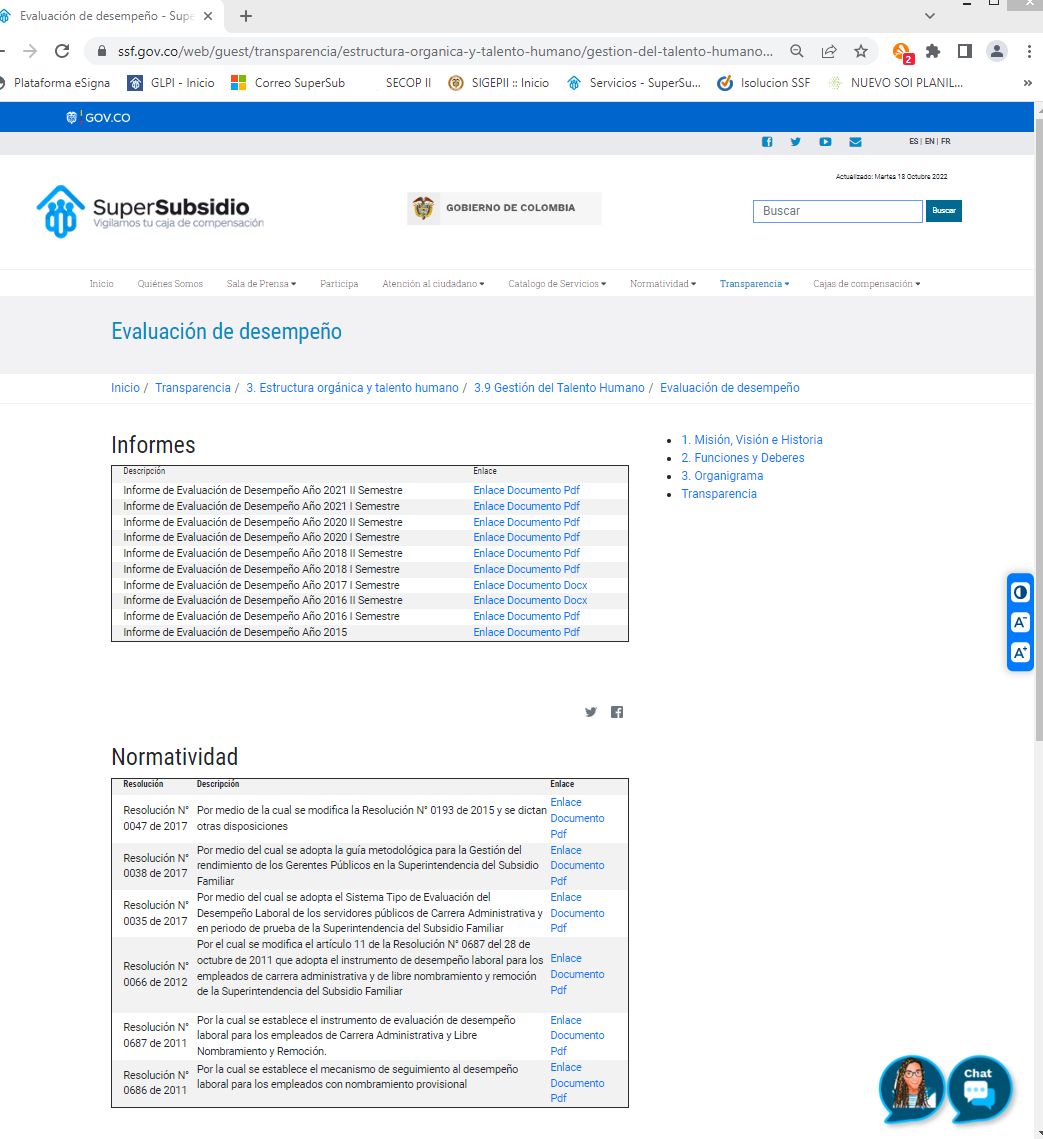 Evaluación de desempeño - Supe
ssf.gov.co/web/guest/transparencia/estructura-organica-y-talento-humano/gestion-del-talento-humano...
2
Plataforma eSigna
GLPI - Inicio
Correo SuperSub
SECOP II
SIGEPII :: Inicio
Servicios - SuperSu...
Isolucion SSF
NUEVO SOI PLANIL...
»
GOV.CO
ES | EN | FR
Actualizado: Martes 18 Octubre 2022
SuperSubsidio
Vigilamos tu caja de compensación
GOBIERNO DE COLOMBIA
Buscar
Buscar
Inicio
Quiénes Somos
Sala de Prensa
Participa
Atención al ciudadano
Catalogo de Servicios
Normatividad
Transparencia
Cajas de compensación
Evaluación de desempeño
Inicio / Transparencia / 3. Estructura orgánica y talento humano / 3.9 Gestión del Talento Humano / Evaluación de desempeño
Informes
Descripción Enlace
Informe de Evaluación de Desempeño Año 2021 II Semestre Enlace Documento Pdf
Informe de Evaluación de Desempeño Año 2021 I Semestre Enlace Documento Pdf
Informe de Evaluación de Desempeño Año 2020 II Semestre Enlace Documento Pdf
Informe de Evaluación de Desempeño Año 2020 I Semestre Enlace Documento Pdf
Informe de Evaluación de Desempeño Año 2018 II Semestre Enlace Documento Pdf
Informe de Evaluación de Desempeño Año 2018 I Semestre Enlace Documento Pdf
Informe de Evaluación de Desempeño Año 2017 I Semestre Enlace Documento Docx
Informe de Evaluación de Desempeño Año 2016 II Semestre Enlace Documento Docx
Informe de Evaluación de Desempeño Año 2016 I Semestre Enlace Documento Pdf
Informe de Evaluación de Desempeño Año 2015 Enlace Documento Pdf
1. Misión, Visión e Historia
2. Funciones y Deberes
3. Organigrama
Transparencia
A-
A+
Normatividad
Resolución Descripción Enlace
Resolución N°
0047 de 2017
Por medio de la cual se modifica la Resolución N° 0193 de 2015 y se dictan
otras disposiciones
Enlace
Documento
Pdf
Resolución N°
0038 de 2017
Por medio del cual se adopta la guía metodológica para la Gestión del
rendimiento de los Gerentes Públicos en la Superintendencia del Subsidio
Familiar
Enlace
Documento
Pdf
Resolución N°
0035 de 2017
Por medio del cual se adopta el Sistema Tipo de Evaluación del
Desempeño Laboral de los servidores públicos de Carrera Administrativa y
en periodo de prueba de la Superintendencia del Subsidio Familiar
Enlace
Documento
Pdf
Resolución N°
0066 de 2012
Por el cual se modifica el artículo 11 de la Resolución N° 0687 del 28 de
octubre de 2011 que adopta el instrumento de desempeño laboral para los
empleados de carrera administrativa y de libre nombramiento y remoción
de la Superintendencia del Subsidio Familiar
Enlace
Documento
Pdf
Resolución N°
0687 de 2011
Por la cual se establece el instrumento de evaluación de desempeño
laboral para los empleados de Carrera Administrativa y Libre
Nombramiento y Remoción.
Enlace
Documento
Pdf
Resolución N°
0686 de 2011
Por la cual se establece el mecanismo de seguimiento al desempeño
laboral para los empleados con nombramiento provisional
Enlace
Documento
Pdf
Chat